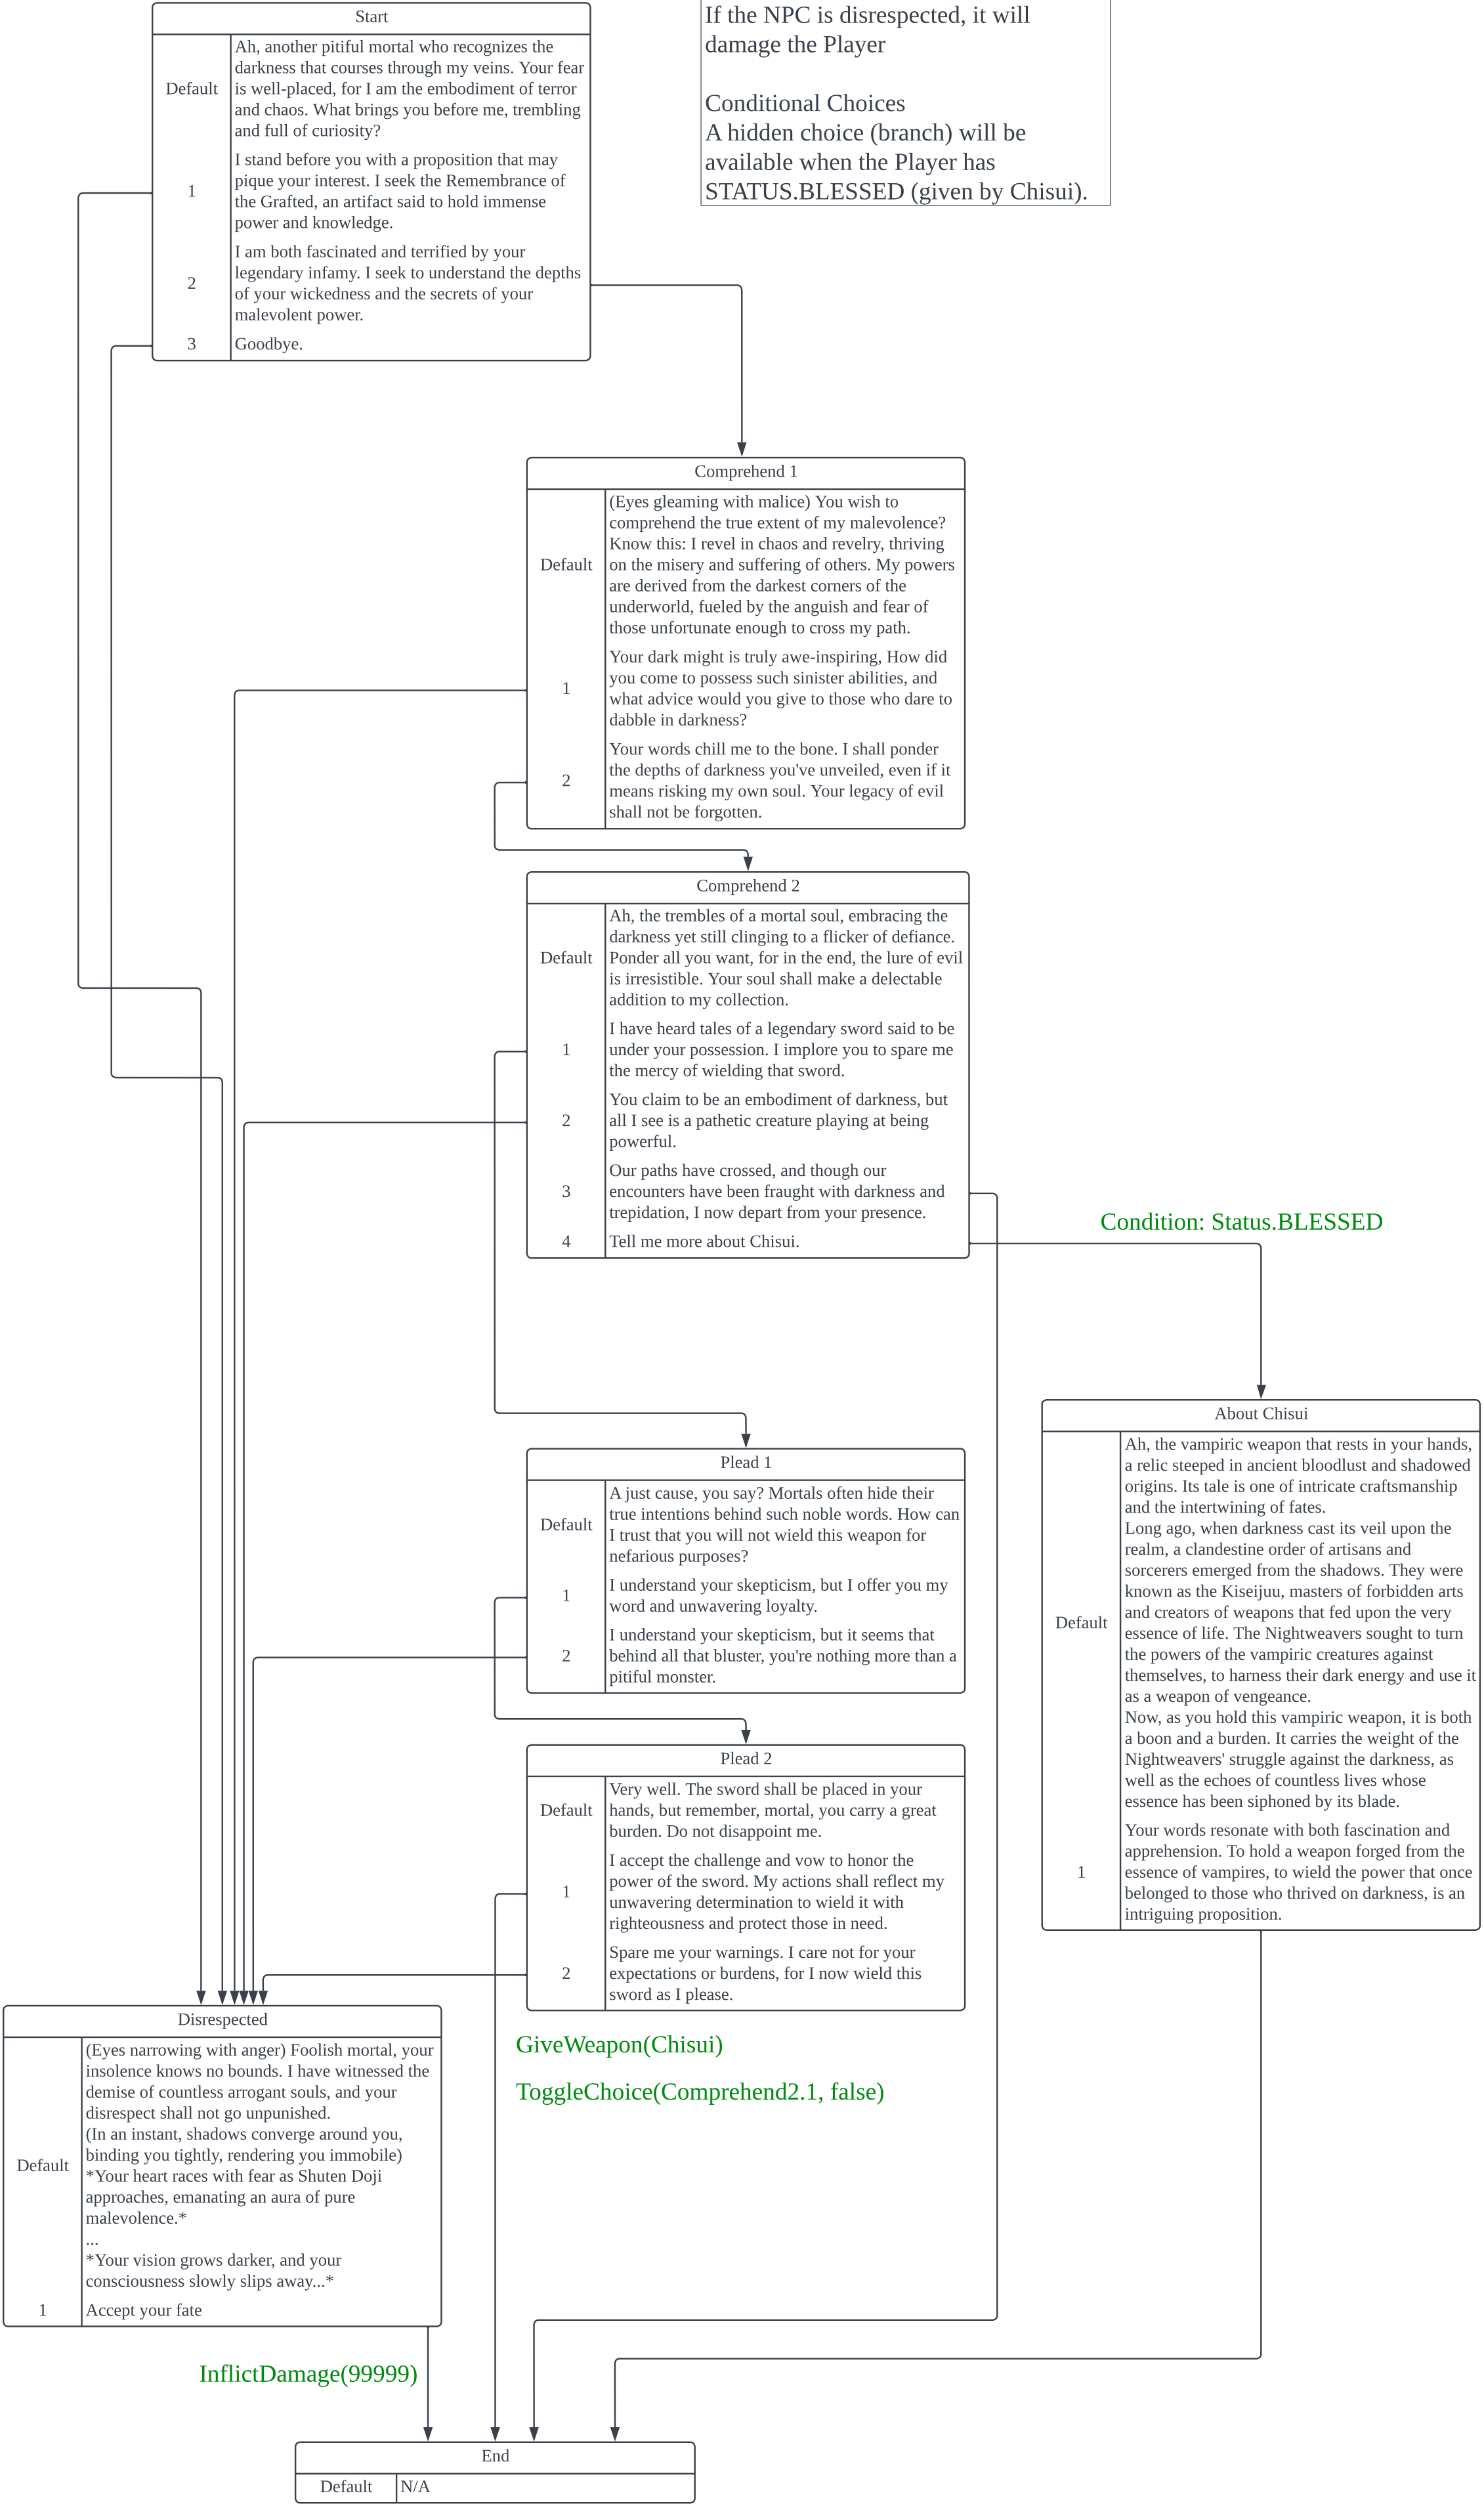 Start
Default
Ah, another pitiful mortal who recognizes the
darkness that courses through my veins. Your fear
is well-placed, for I am the embodiment of terror
and chaos. What brings you before me, trembling
and full of curiosity?
1
I stand before you with a proposition that may
pique your interest. I seek the Remembrance of
the Grafted, an artifact said to hold immense
power and knowledge.
2
I am both fascinated and terrified by your
legendary infamy. I seek to understand the depths
of your wickedness and the secrets of your
malevolent power.
3
Goodbye.
If the NPC is disrespected, it will
damage the Player
Conditional Choices
A hidden choice (branch) will be
available when the Player has
STATUS.BLESSED (given by Chisui).
Comprehend 1
Default
(Eyes gleaming with malice) You wish to
comprehend the true extent of my malevolence?
Know this: I revel in chaos and revelry, thriving
on the misery and suffering of others. My powers
are derived from the darkest corners of the
underworld, fueled by the anguish and fear of
those unfortunate enough to cross my path.
1
Your dark might is truly awe-inspiring, How did
you come to possess such sinister abilities, and
what advice would you give to those who dare to
dabble in darkness?
2
Your words chill me to the bone. I shall ponder
the depths of darkness you've unveiled, even if it
means risking my own soul. Your legacy of evil
shall not be forgotten.
Comprehend 2
Default
Ah, the trembles of a mortal soul, embracing the
darkness yet still clinging to a flicker of defiance.
Ponder all you want, for in the end, the lure of evil
is irresistible. Your soul shall make a delectable
addition to my collection.
1
I have heard tales of a legendary sword said to be
under your possession. I implore you to spare me
the mercy of wielding that sword.
2
You claim to be an embodiment of darkness, but
all I see is a pathetic creature playing at being
powerful.
3
Our paths have crossed, and though our
encounters have been fraught with darkness and
trepidation, I now depart from your presence.
4
Tell me more about Chisui.
Condition: Status.BLESSED
About Chisui
Default
Ah, the vampiric weapon that rests in your hands,
a relic steeped in ancient bloodlust and shadowed
origins. Its tale is one of intricate craftsmanship
and the intertwining of fates.
Long ago, when darkness cast its veil upon the
realm, a clandestine order of artisans and
sorcerers emerged from the shadows. They were
known as the Kiseijuu, masters of forbidden arts
and creators of weapons that fed upon the very
essence of life. The Nightweavers sought to turn
the powers of the vampiric creatures against
themselves, to harness their dark energy and use it
as a weapon of vengeance.
Now, as you hold this vampiric weapon, it is both
a boon and a burden. It carries the weight of the
Nightweavers' struggle against the darkness, as
well as the echoes of countless lives whose
essence has been siphoned by its blade.
1
Your words resonate with both fascination and
apprehension. To hold a weapon forged from the
essence of vampires, to wield the power that once
belonged to those who thrived on darkness, is an
intriguing proposition.
Plead 1
Default
A just cause, you say? Mortals often hide their
true intentions behind such noble words. How can
I trust that you will not wield this weapon for
nefarious purposes?
1
I understand your skepticism, but I offer you my
word and unwavering loyalty.
2
I understand your skepticism, but it seems that
behind all that bluster, you're nothing more than a
pitiful monster.
Plead 2
Default
Very well. The sword shall be placed in your
hands, but remember, mortal, you carry a great
burden. Do not disappoint me.
1
I accept the challenge and vow to honor the
power of the sword. My actions shall reflect my
unwavering determination to wield it with
righteousness and protect those in need.
2
Spare me your warnings. I care not for your
expectations or burdens, for I now wield this
sword as I please.
GiveWeapon(Chisui)
ToggleChoice(Comprehend2.1, false)
Disrespected
Default
(Eyes narrowing with anger) Foolish mortal, your
insolence knows no bounds. I have witnessed the
demise of countless arrogant souls, and your
disrespect shall not go unpunished.
(In an instant, shadows converge around you,
binding you tightly, rendering you immobile)
*Your heart races with fear as Shuten Doji
approaches, emanating an aura of pure
malevolence.*
...
*Your vision grows darker, and your
consciousness slowly slips away...*
1
Accept your fate
InflictDamage(99999)
End
Default
N/A